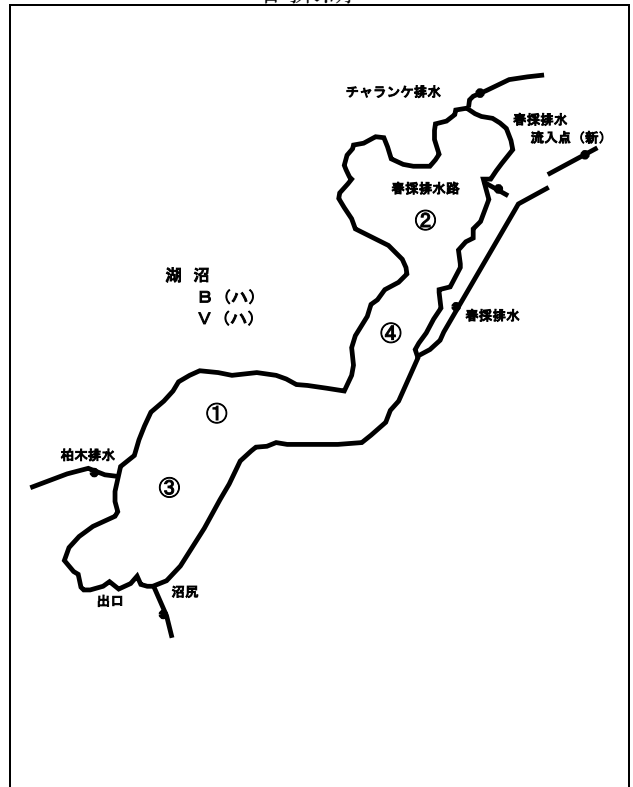 チャランケ排水
春採排水
流入点（新）
春採排水路
②
湖 沼
B（ハ）
V（ハ）
春採排水
④
①
柏木排水
③
沼尻
出口